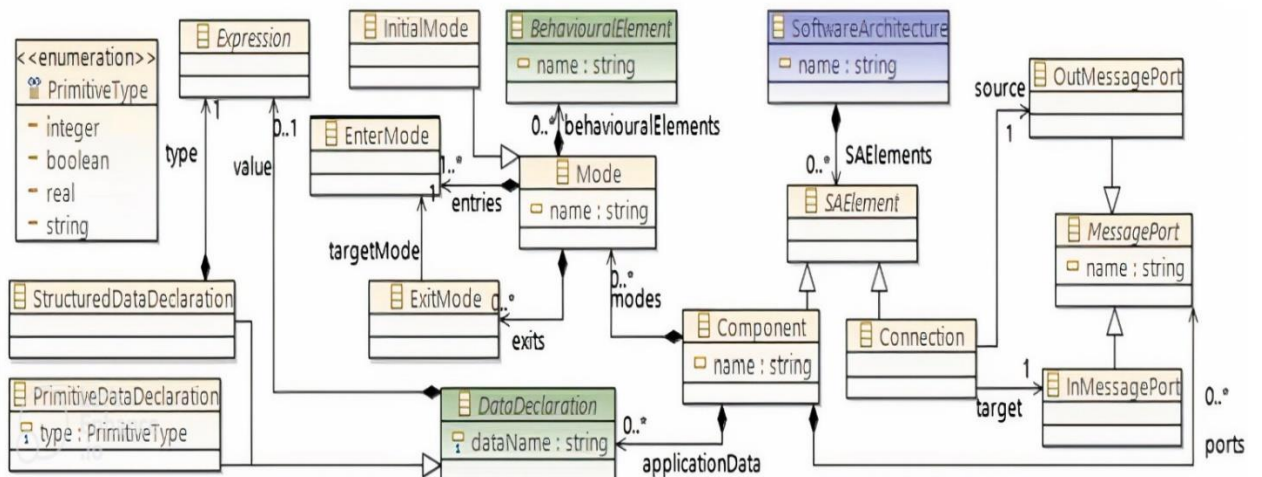 <<enumeration>>
PrimitiveType
integer
boolean
real
string
Expression
InitialMode
BehaviouralElement
name : string
SoftwareArchitecture
name : string
OutMessagePort
source
1
1
type
0..1
value
EnterMode
0..*
behaviouralElements
1..*
1
entries
Mode
name : string
0..*
SAElements
SAElement
MessagePort
name : string
targetMode
StructuredDataDeclaration
ExitMode
0..*
exits
0..*
modes
Component
name : string
Connection
1
target
InMessagePort
0..*
ports
PrimitiveDataDeclaration
type : PrimitiveType
DataDeclaration
dataName : string
0..*
applicationData